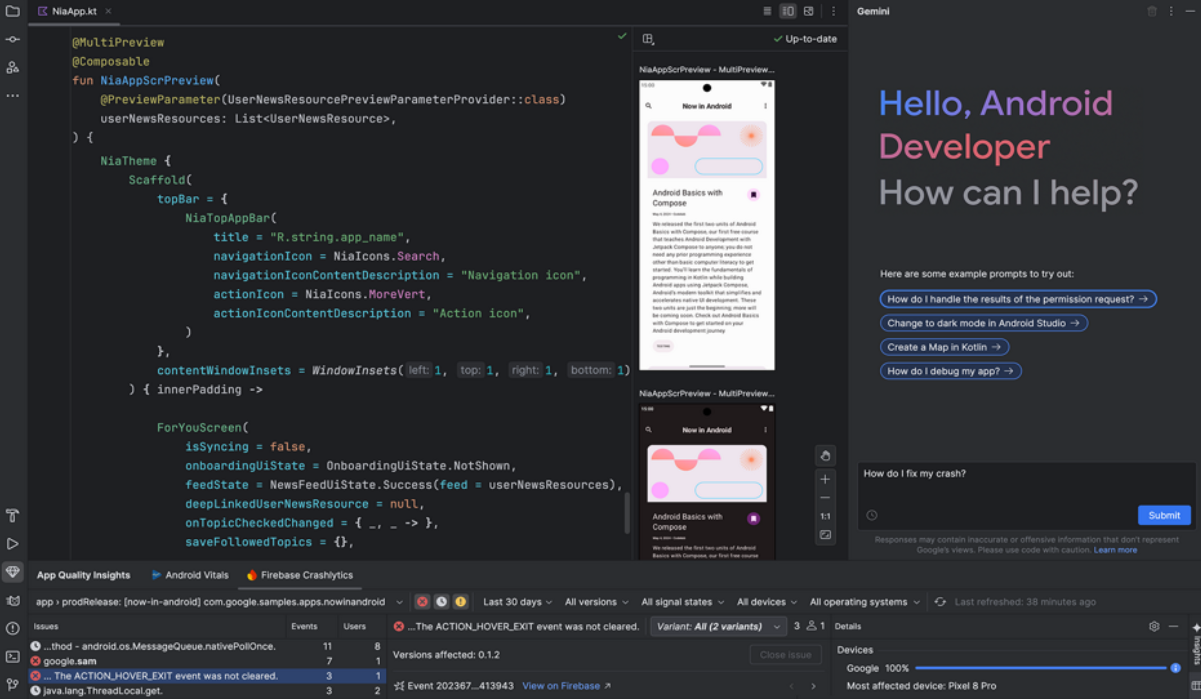 NiaApp.kt
@MultiPreview
@Composable
fun NiaAppScrPreview(
@PreviewParameter(UserNewsResourcePreviewParameterProvider::class)
userNewsResources: List<UserNewsResource>,
) {
NiaTheme {
Scaffold(
topBar = {
NiaTopAppBar(
title = "R.string.app_name",
navigationIcon = NiaIcons.Search,
navigationIconContentDescription = "Navigation icon",
actionIcon = NiaIcons.MoreVert,
actionIconContentDescription = "Action icon",
)
},
contentWindowInsets = WindowInsets( left: 1, top: 1, right: 1, bottom: 1)
) { innerPadding ->
ForYouScreen(
isSyncing = false,
onboardingUiState = OnboardingUiState.NotShown,
feedState = NewsFeedUiState.Success(feed = userNewsResources),
deepLinkedUserNewsResource = null,
onTopicCheckedChanged = { _, _ -> },
saveFollowedTopics = {},
Up-to-date
NiaAppScrPreview - MultiPreview...
Now in Android
Android Basics with
Compose
We released the first two units of Android
Basics with Compose, our first free course
that teaches Android Development with
Jetpack Compose to anyone; you do not
need any prior programming experience
other than basic computer literacy to get
started. You'll learn the fundamentals of
programming in Kotlin while building
Android apps using Jetpack Compose,
Android's modern toolkit that simplifies and
accelerates native UI development. These
two units are just the beginning; more will
be coming soon. Check out Android Basics
with Compose to get started on your
Android development journey
NiaAppScrPreview - MultiPreview...
Now in Android
Android Basics with
Compose
We released the first two units of Android
Basics with Compose, our first free course
1:1
Gemini
Hello, Android
Developer
How can I help?
Here are some example prompts to try out:
How do I handle the results of the permission request? →
Change to dark mode in Android Studio →
Create a Map in Kotlin →
How do I debug my app? →
How do I fix my crash?
Submit
Responses may contain inaccurate or offensive information that don't represent
Google's views. Please use code with caution. Learn more
App Quality Insights Android Vitals Firebase Crashlytics
app › prodRelease: [now-in-android] com.google.samples.apps.nowinandroid Last 30 days All versions All signal states All devices All operating systems Last refreshed: 38 minutes ago
Issues Events Users
...thod - android.os.MessageQueue.nativePollOnce. 11 8
google.sam 7 1
... The ACTION_HOVER_EXIT event was not cleared. 3 1
java.lang.ThreadLocal.get. 3 2
...The ACTION_HOVER_EXIT event was not cleared. Variant: All (2 variants) 3 1
Versions affected: 0.1.2 Close issue
Event 202367...413943 View on Firebase ↗
Details
Devices
Google 100%
Most affected device: Pixel 8 Pro
Insights